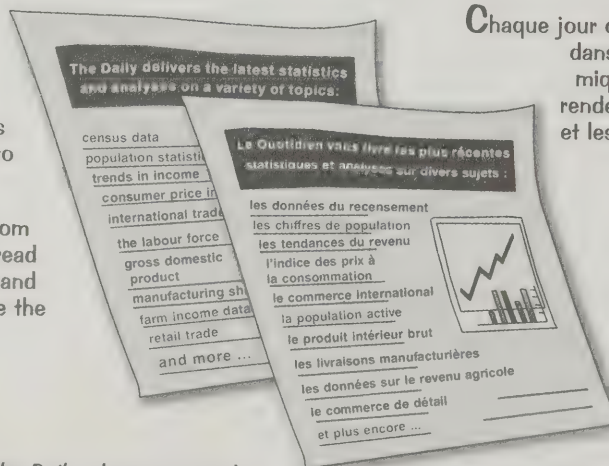 s
ro
om
read
and
e the
The Daily delivers the latest statistics
and analyses on a variety of topics:
census data
population statisti
trends in income
consumer price in
international trade
the labour force
gross domestic
product
manufacturing sh
farm income data
retail trade
and more ...
Le Quotidien vous livre les plus récentes
statistiques et analyses sur divers sujets :
les données du recensement
les chiffres de population
les tendances du revenu
l'indice des prix à
la consommation
le commerce international
la population active
le produit intérieur brut
les livraisons manufacturières
les données sur le revenu agricole
le commerce de détail
et plus encore ...
Chaque jour
dans
miqu
rende
et les